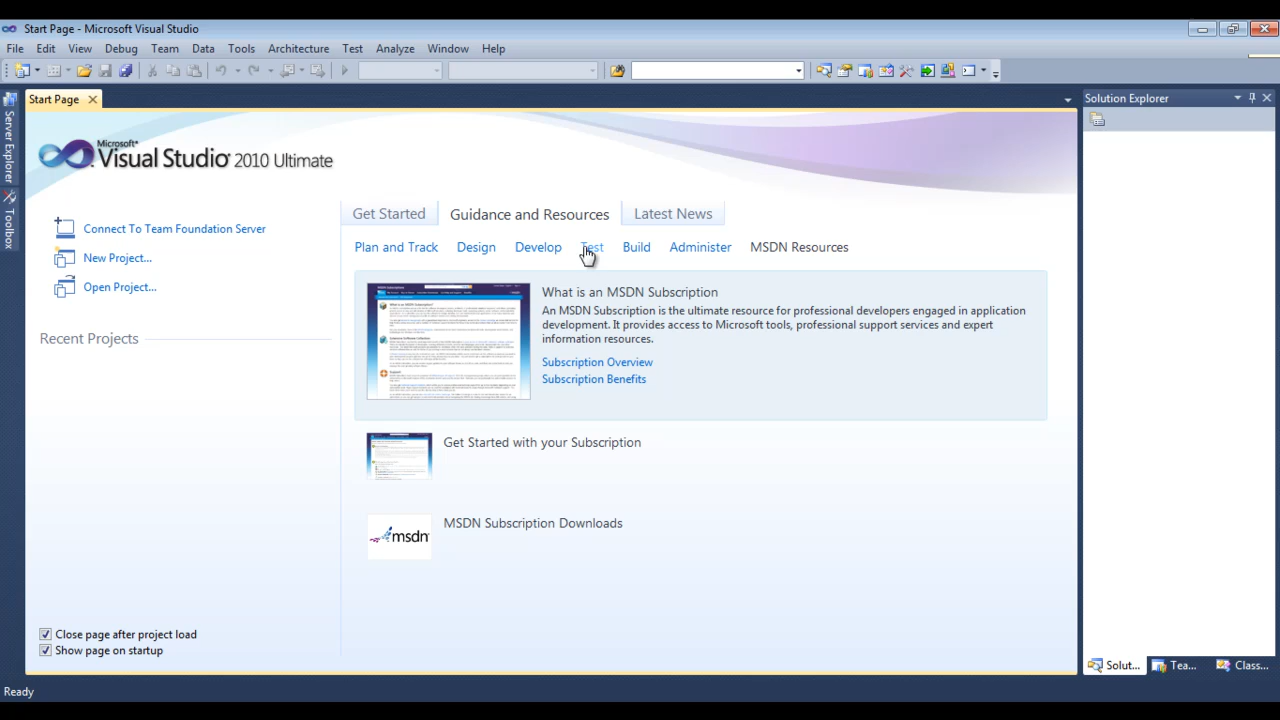 Start Page - Microsoft Visual Studio
File Edit View Debug Team Data Tools Architecture Test Analyze Window Help
Server Explorer
Toolbox
Start Page
Solution Explorer
Microsoft®
Visual Studio® 2010 Ultimate
Connect To Team Foundation Server
New Project...
Open Project...
Recent Projects
Get Started Guidance and Resources Latest News
Plan and Track Design Develop Test Build Administer MSDN Resources
What is an MSDN Subscription
An MSDN Subscription is the ultimate resource for professional developers engaged in application
development. It provides access to Microsoft tools, professional support services and expert
information resources.
Subscription Overview
Subscription Benefits
Get Started with your Subscription
msdn
MSDN Subscription Downloads
Close page after project load
Show page on startup
Solut... Tea... Class...
Ready